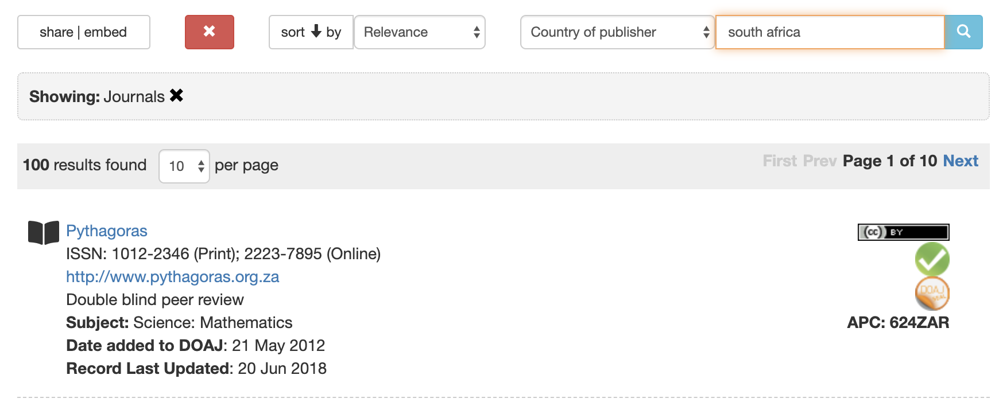 share | embed
sort by Relevance
Country of publisher south africa
Showing: Journals
100 results found 10 per page
First Prev Page 1 of 10 Next
Pythagoras
ISSN: 1012-2346 (Print); 2223-7895 (Online)
http://www.pythagoras.org.za
Double blind peer review
Subject: Science: Mathematics
Date added to DOAJ: 21 May 2012
Record Last Updated: 20 Jun 2018
cc BY
DOAJ
SEAL
APC: 624ZAR